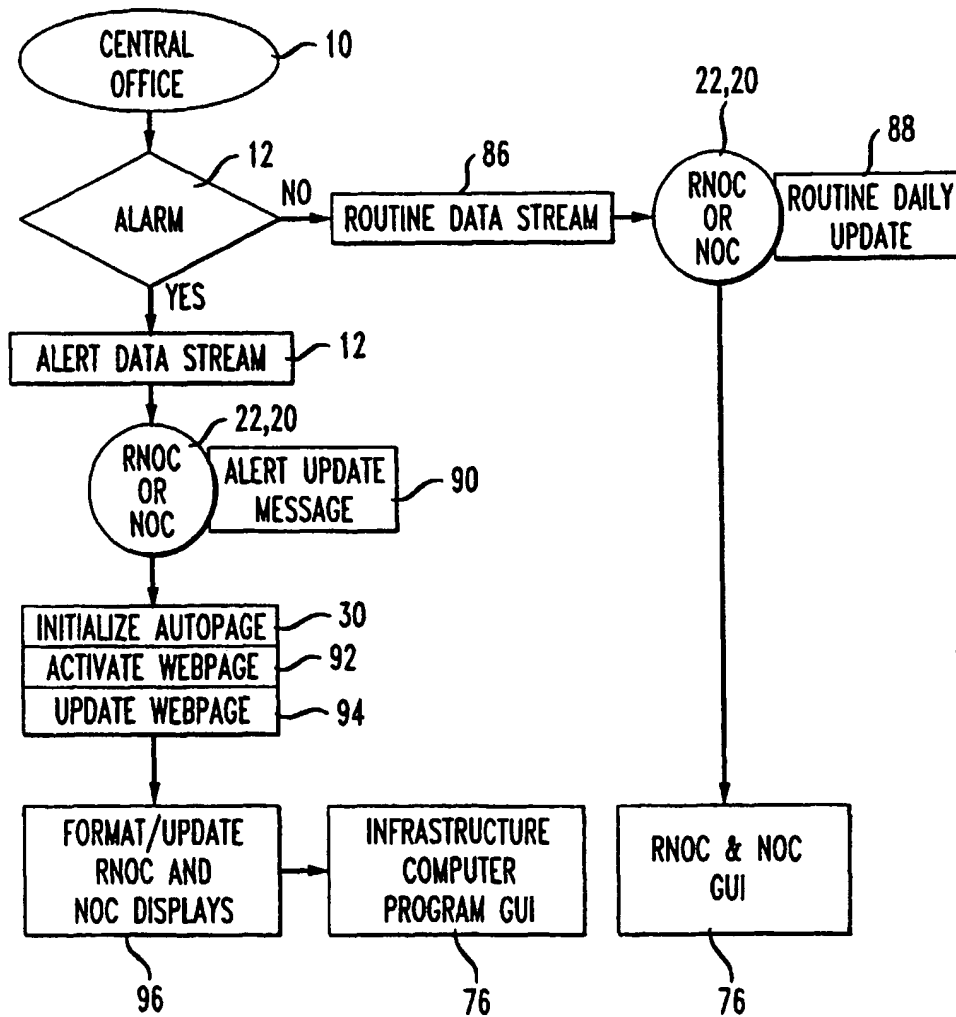 CENTRAL
OFFICE
10
12
ALARM
NO
86
ROUTINE DATA STREAM
22,20
RNOC
OR
NOC
88
ROUTINE DAILY
UPDATE
YES
ALERT DATA STREAM
12
22,20
RNOC
OR
NOC
ALERT UPDATE
MESSAGE
90
INITIALIZE AUTOPAGE
30
ACTIVATE WEBPAGE
92
UPDATE WEBPAGE
94
FORMAT/UPDATE
RNOC AND
NOC DISPLAYS
96
INFRASTRUCTURE
COMPUTER
PROGRAM GUI
76
RNOC & NOC
GUI
76